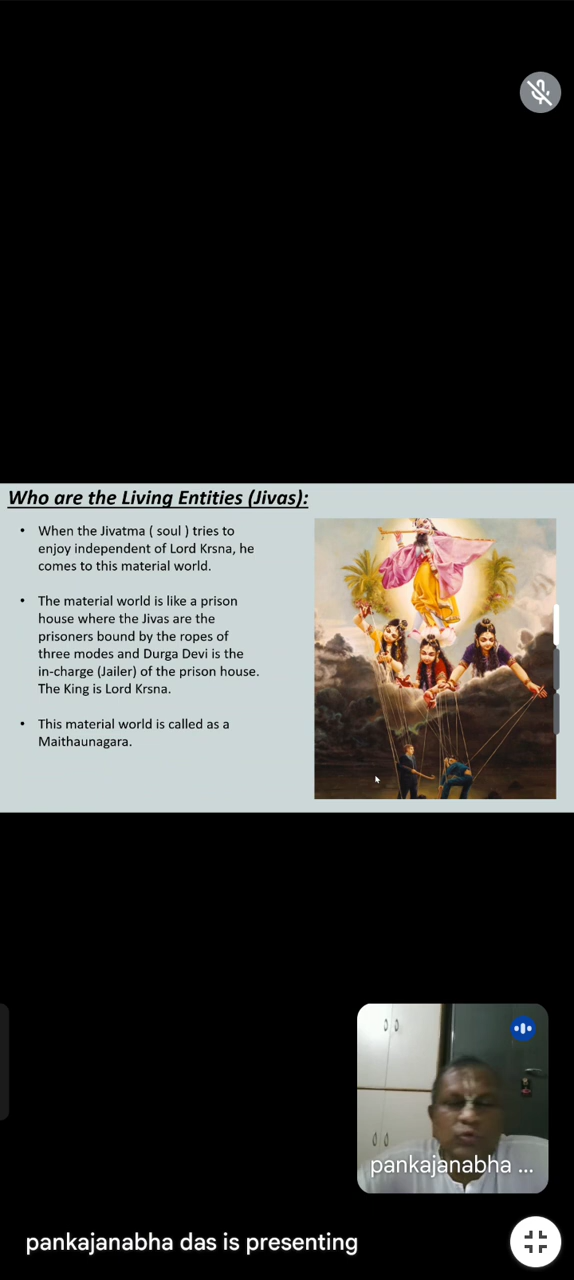 Who are the Living Entities (Jivas):
• When the Jivatma ( soul ) tries to
enjoy independent of Lord Krsna, he
comes to this material world.
• The material world is like a prison
house where the Jivas are the
prisoners bound by the ropes of
three modes and Durga Devi is the
in-charge (Jailer) of the prison house.
The King is Lord Krsna.
• This material world is called as a
Maithaunagara.
pankajanabha ...
pankajanabha das is presenting